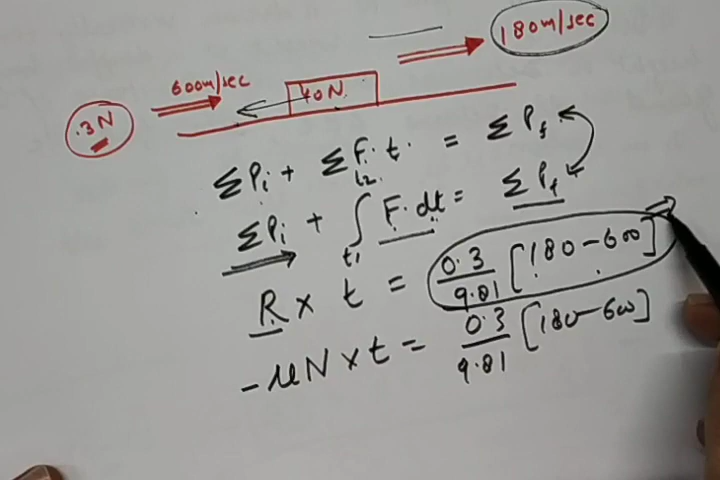 180m/sec
600m/sec
.3N
40N.
ΣPi + ΣF.t. = ΣPf
ΣPi + ∫t1t2 F.dt = ΣPf
R x t = 0.3/9.81 [180-600]
-μN x t = 0.3/9.81 [180-600]